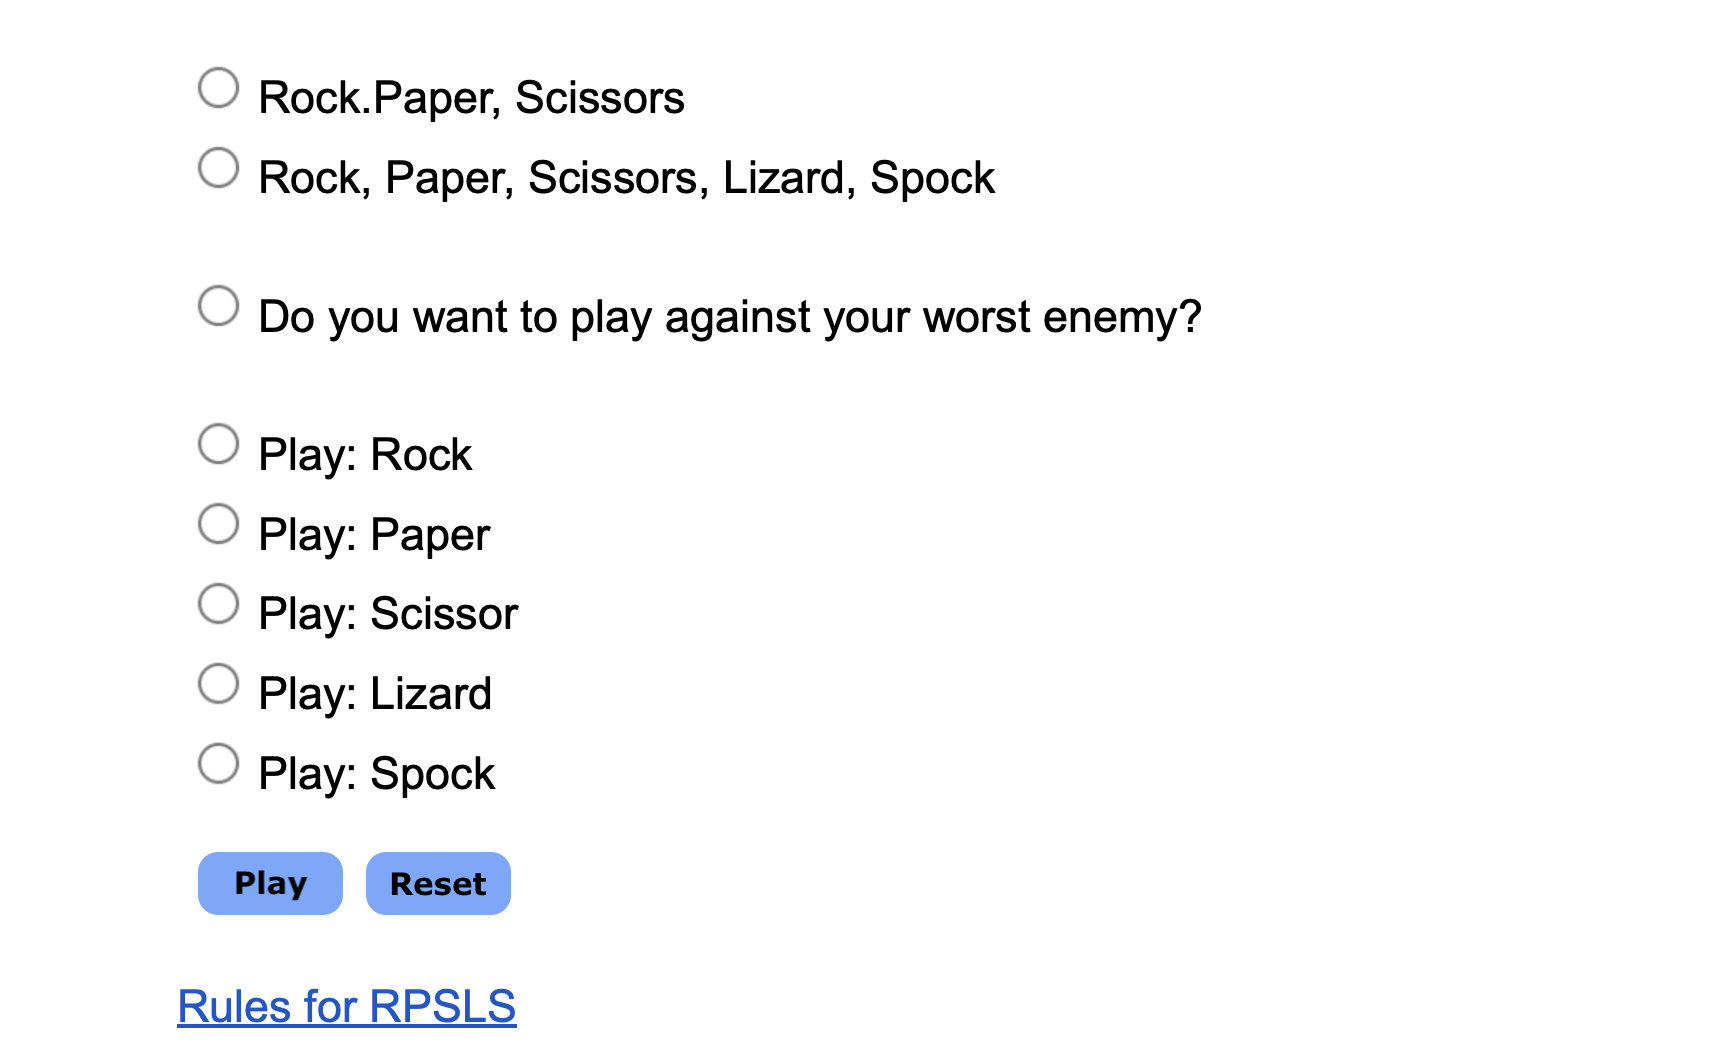 Rock.Paper, Scissors
Rock, Paper, Scissors, Lizard, Spock
Do you want to play against your worst enemy?
Play: Rock
Play: Paper
Play: Scissor
Play: Lizard
Play: Spock
Play Reset
Rules for RPSLS